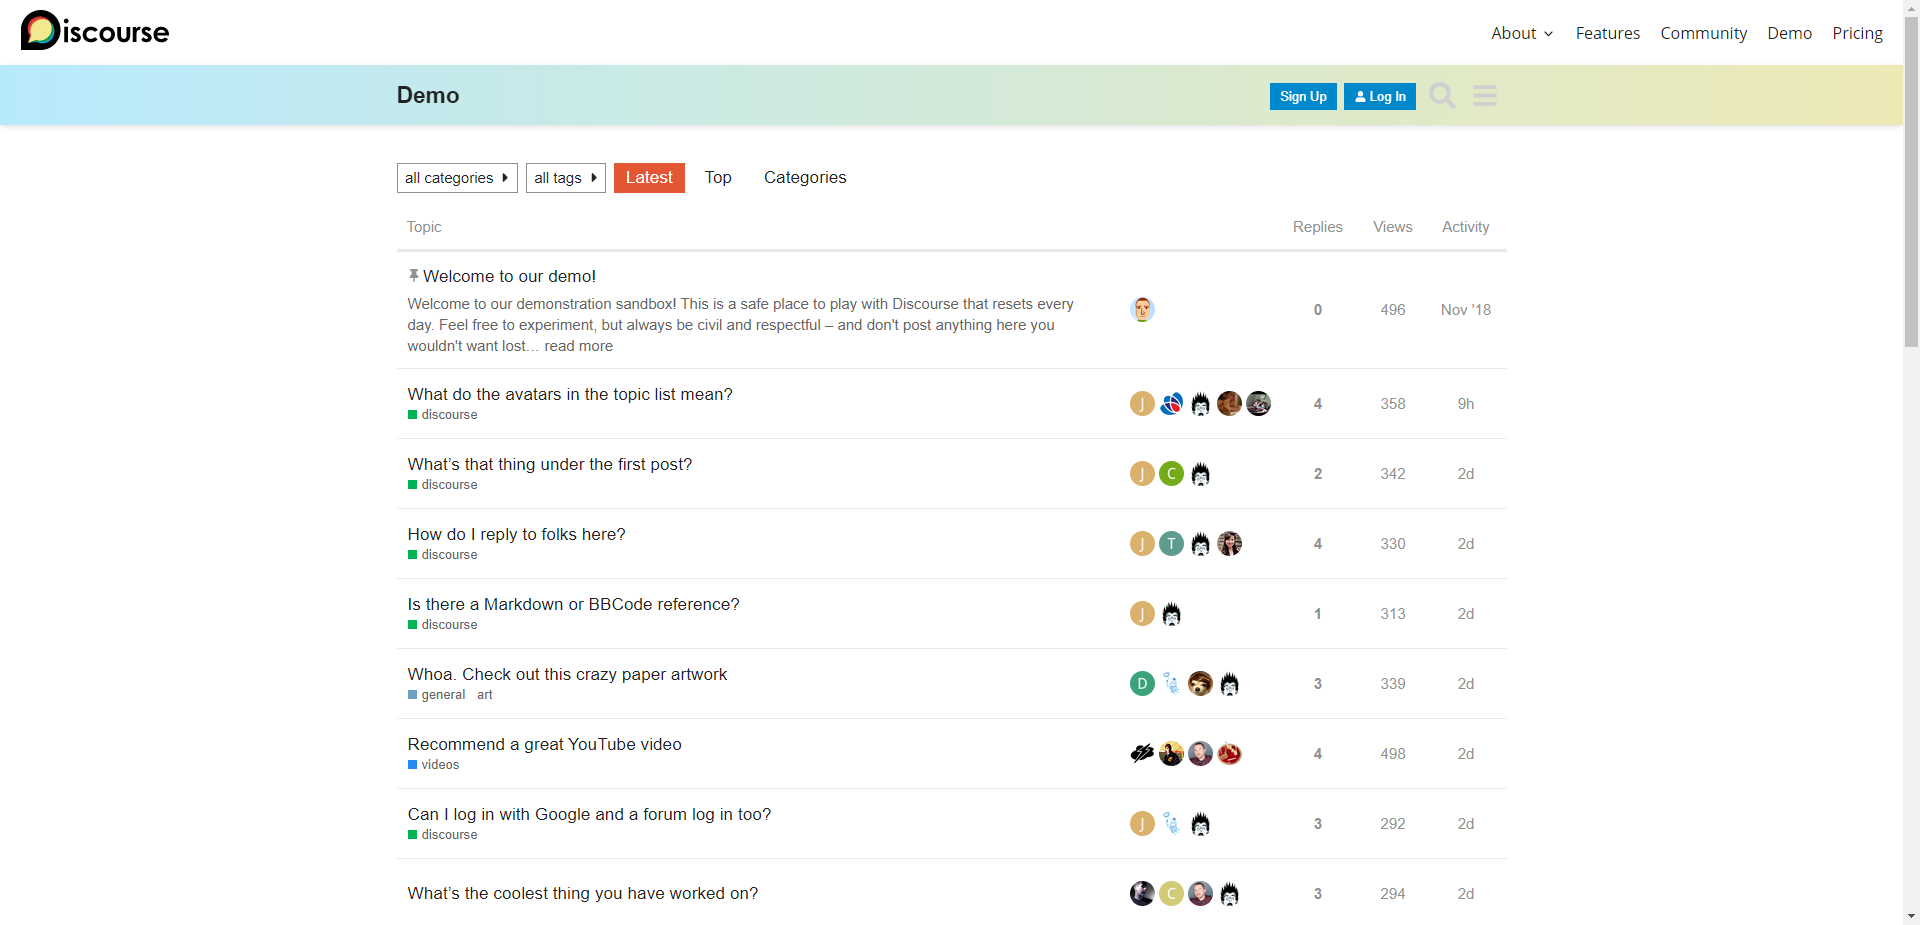 Discourse
About Features Community Demo Pricing
Demo
Sign Up Log In
all categories all tags Latest Top Categories
Topic Replies Views Activity
Welcome to our demo!
Welcome to our demonstration sandbox! This is a safe place to play with Discourse that resets every
day. Feel free to experiment, but always be civil and respectful – and don't post anything here you
wouldn't want lost… read more
0 496 Nov '18
What do the avatars in the topic list mean?
discourse
J 4 358 9h
What’s that thing under the first post?
discourse
J C 2 342 2d
How do I reply to folks here?
discourse
J T 4 330 2d
Is there a Markdown or BBCode reference?
discourse
J 1 313 2d
Whoa. Check out this crazy paper artwork
general art
D 3 339 2d
Recommend a great YouTube video
videos
4 498 2d
Can I log in with Google and a forum log in too?
discourse
J 3 292 2d
What’s the coolest thing you have worked on?
C 3 294 2d